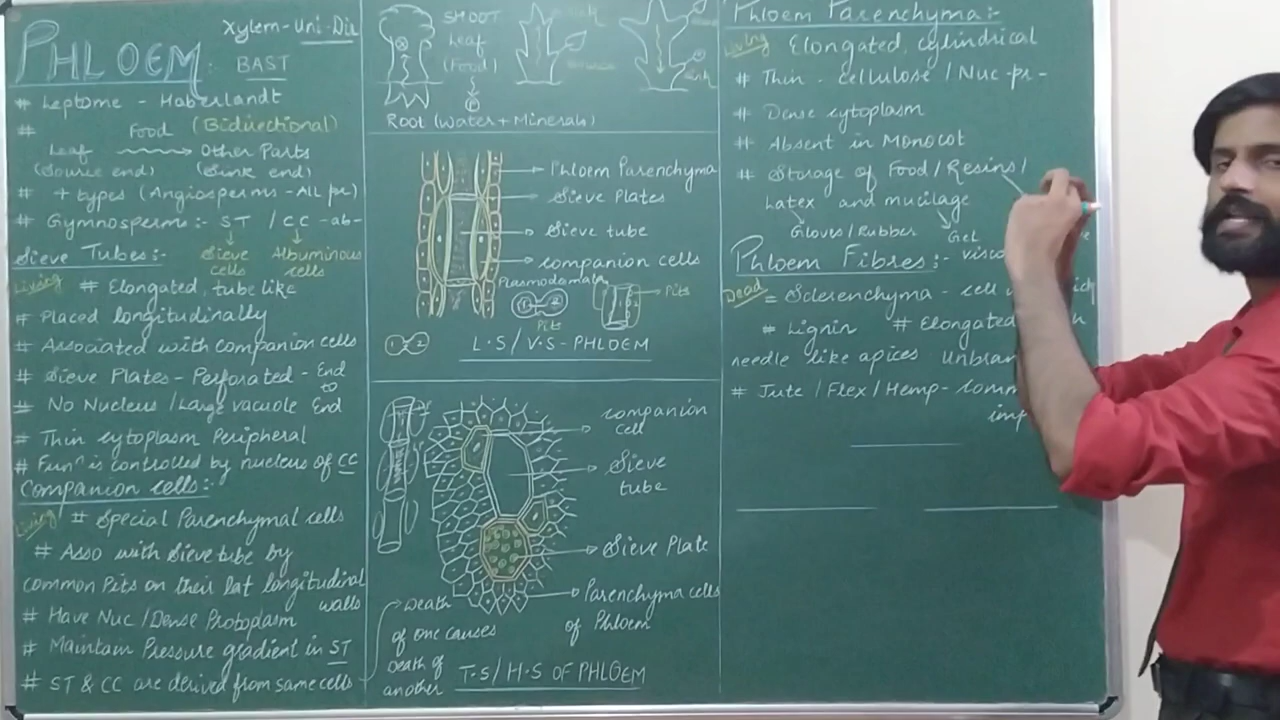 PHLOEM:
Xylem-Uni-Dir
BAST
# Leptome - Haberlandt
# Food (Bidirectional)
Leaf → Other Parts
(Source end) (Sink end)
# 4 types (Angiosperms - All pr)
# Gymnosperms:- ST / CC -ab-
Sieve cells
Albuminous cells
Sieve Tubes:-
Living # Elongated, tube like
# Placed longitudinally
# Associated with companion cells
# Sieve Plates - Perforated - End to End
# No Nucleus / Large vacuole
# Thin cytoplasm Peripheral
# Funⁿ is controlled by nucleus of CC
Companion cells:-
Living # Special Parenchymal cells
# Asso with Sieve tube by
common Pits on their lat longitudinal
walls
# Have Nuc / Dense Protoplasm
# Maintain Pressure gradient in ST
# ST & CC are derived from same cells
SHOOT
Leaf
(Food)
Root (Water + Minerals)
Phloem Parenchyma
Sieve Plates
Sieve tube
companion cells
Plasmodesmata
1 2
Pits
Pits
1 2
L.S/V.S-PHLOEM
companion
cell
Sieve
tube
Sieve Plate
Parenchyma cells
of Phloem
→ Death
of one causes
Death of
another
T.S/H.S OF PHLOEM
Phloem Parenchyma:-
Living Elongated, cylindrical
# Thin - cellulose / Nuc-pr-
# Dense cytoplasm
# Absent in Monocot
# Storage of Food / Resins /
Latex and mucilage
Gloves/Rubber
Gel
Phloem Fibres:-
Dead = Sclerenchyma - cell
# Lignin # Elongated
needle like apices
# Jute / Flex / Hemp-